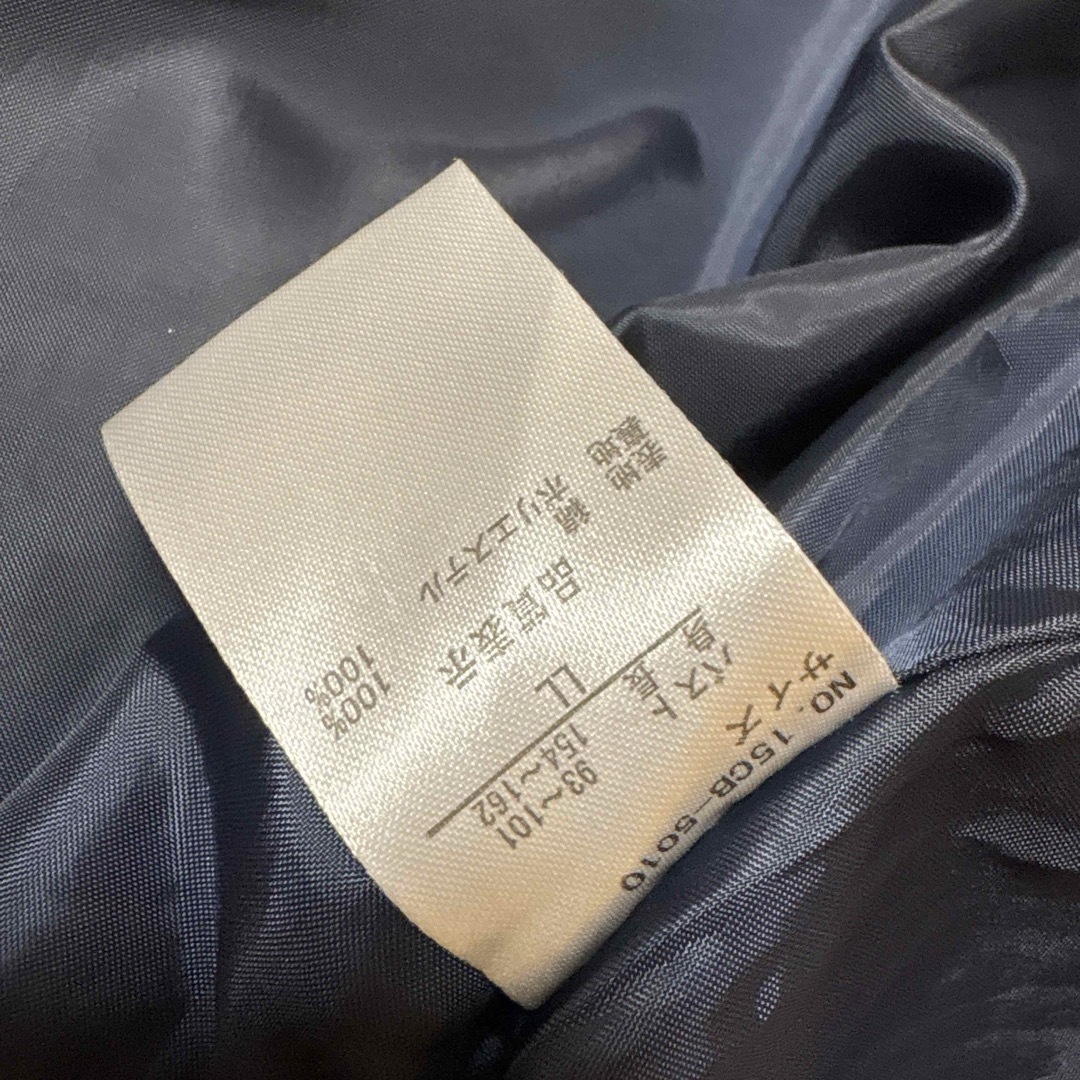 NO. 15CB-5010
サイズ
バスト 93〜101
身長 154〜162
LL
品質表示
表地 綿 100%
裏地 ポリエステル 100%